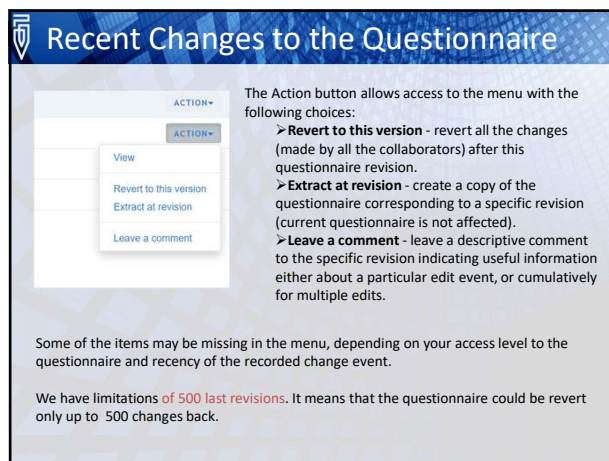 Recent Changes to the Questionnaire
ACTION
ACTION
View
Revert to this version
Extract at revision
Leave a comment
The Action button allows access to the menu with the
following choices:
➢Revert to this version - revert all the changes
(made by all the collaborators) after this
questionnaire revision.
➢Extract at revision - create a copy of the
questionnaire corresponding to a specific revision
(current questionnaire is not affected).
➢Leave a comment - leave a descriptive comment
to the specific revision indicating useful information
either about a particular edit event, or cumulatively
for multiple edits.
Some of the items may be missing in the menu, depending on your access level to the
questionnaire and recency of the recorded change event.
We have limitations of 500 last revisions. It means that the questionnaire could be revert
only up to 500 changes back.